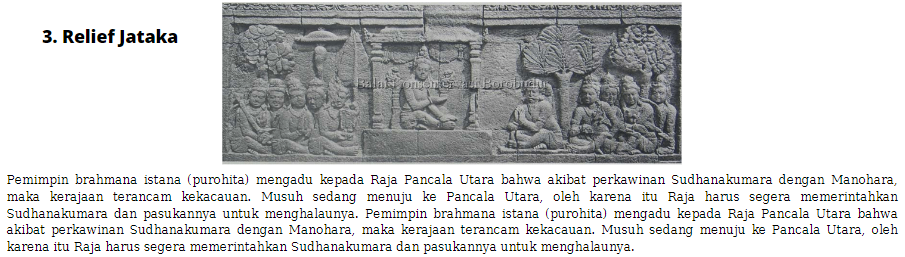 3. Relief Jataka
Balai Konservasi Borobudur
Pemimpin brahmana istana (purohita) mengadu kepada Raja Pancala Utara bahwa akibat perkawinan Sudhanakumara dengan Manohara,
maka kerajaan terancam kekacauan. Musuh sedang menuju ke Pancala Utara, oleh karena itu Raja harus segera memerintahkan
Sudhanakumara dan pasukannya untuk menghalaunya. Pemimpin brahmana istana (purohita) mengadu kepada Raja Pancala Utara bahwa
akibat perkawinan Sudhanakumara dengan Manohara, maka kerajaan terancam kekacauan. Musuh sedang menuju ke Pancala Utara, oleh
karena itu Raja harus segera memerintahkan Sudhanakumara dan pasukannya untuk menghalaunya.